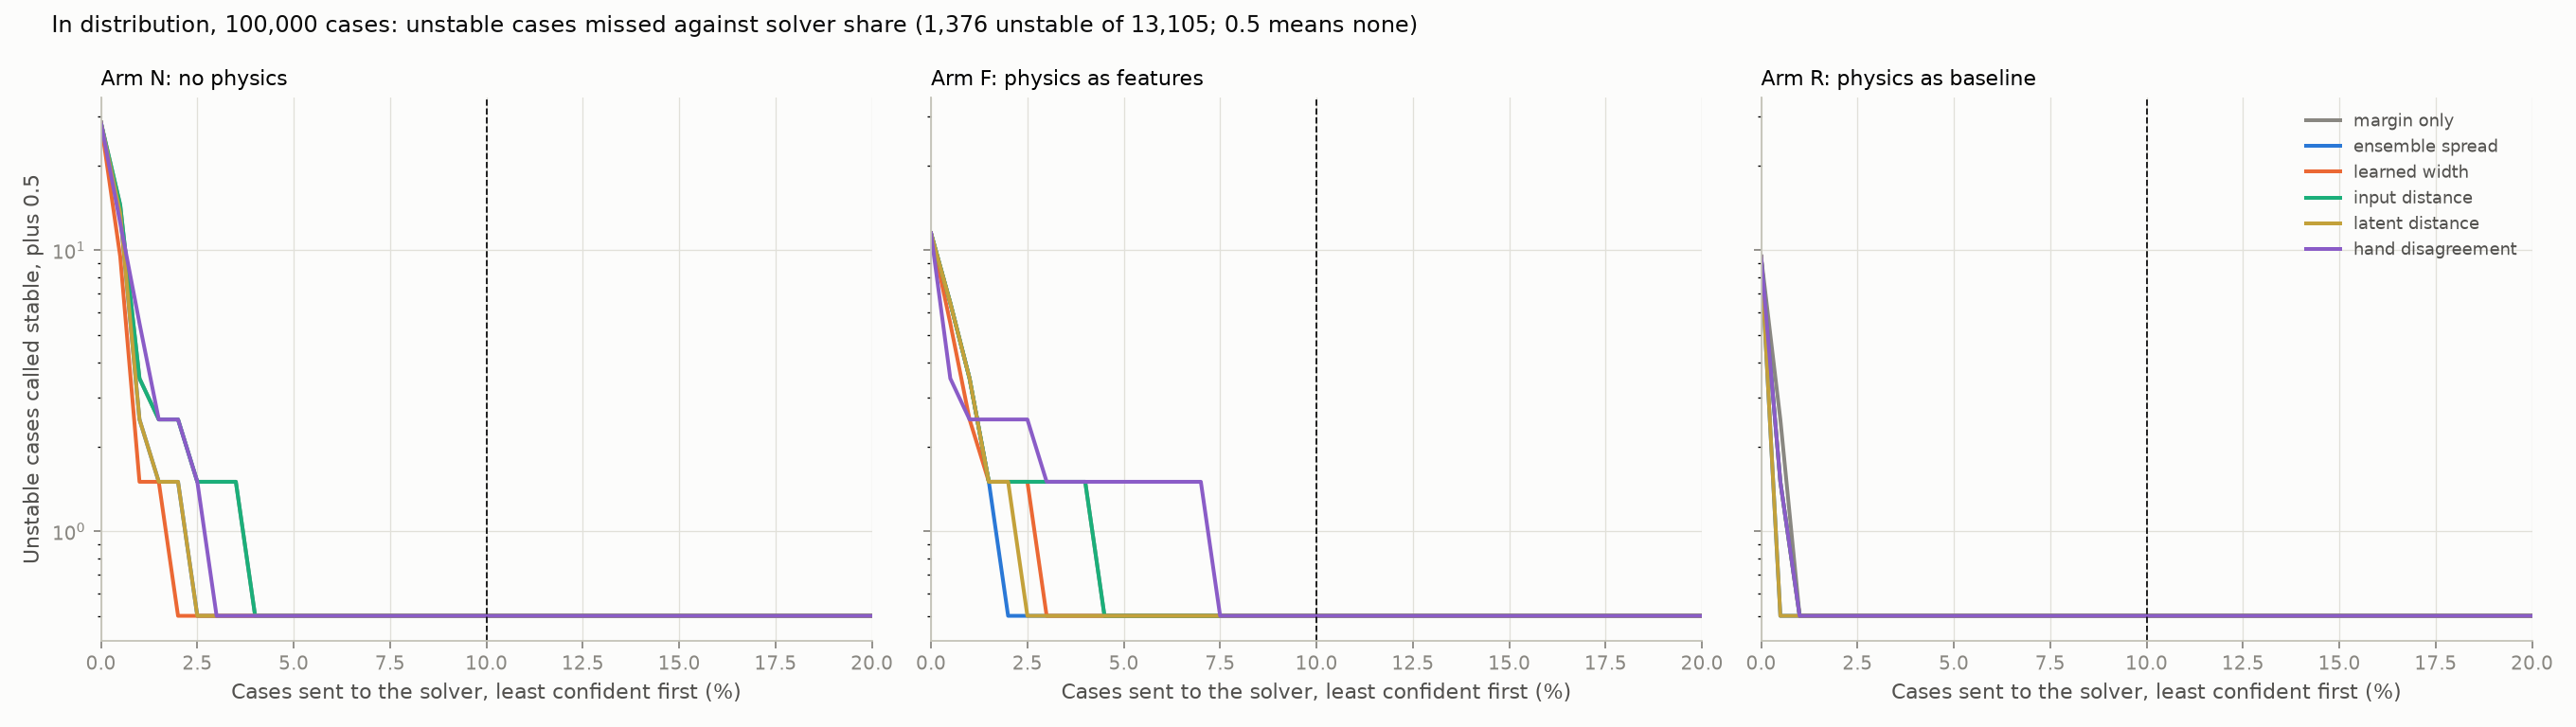 In distribution, 100,000 cases: unstable cases missed against solver share (1,376 unstable of 13,105; 0.5 means none)
Arm N: no physics
Arm F: physics as features
Arm R: physics as baseline
Unstable cases called stable, plus 0.5
10¹
10⁰
margin only
ensemble spread
learned width
input distance
latent distance
hand disagreement
0.0 2.5 5.0 7.5 10.0 12.5 15.0 17.5 20.0
0.0 2.5 5.0 7.5 10.0 12.5 15.0 17.5 20.0
0.0 2.5 5.0 7.5 10.0 12.5 15.0 17.5 20.0
Cases sent to the solver, least confident first (%)
Cases sent to the solver, least confident first (%)
Cases sent to the solver, least confident first (%)